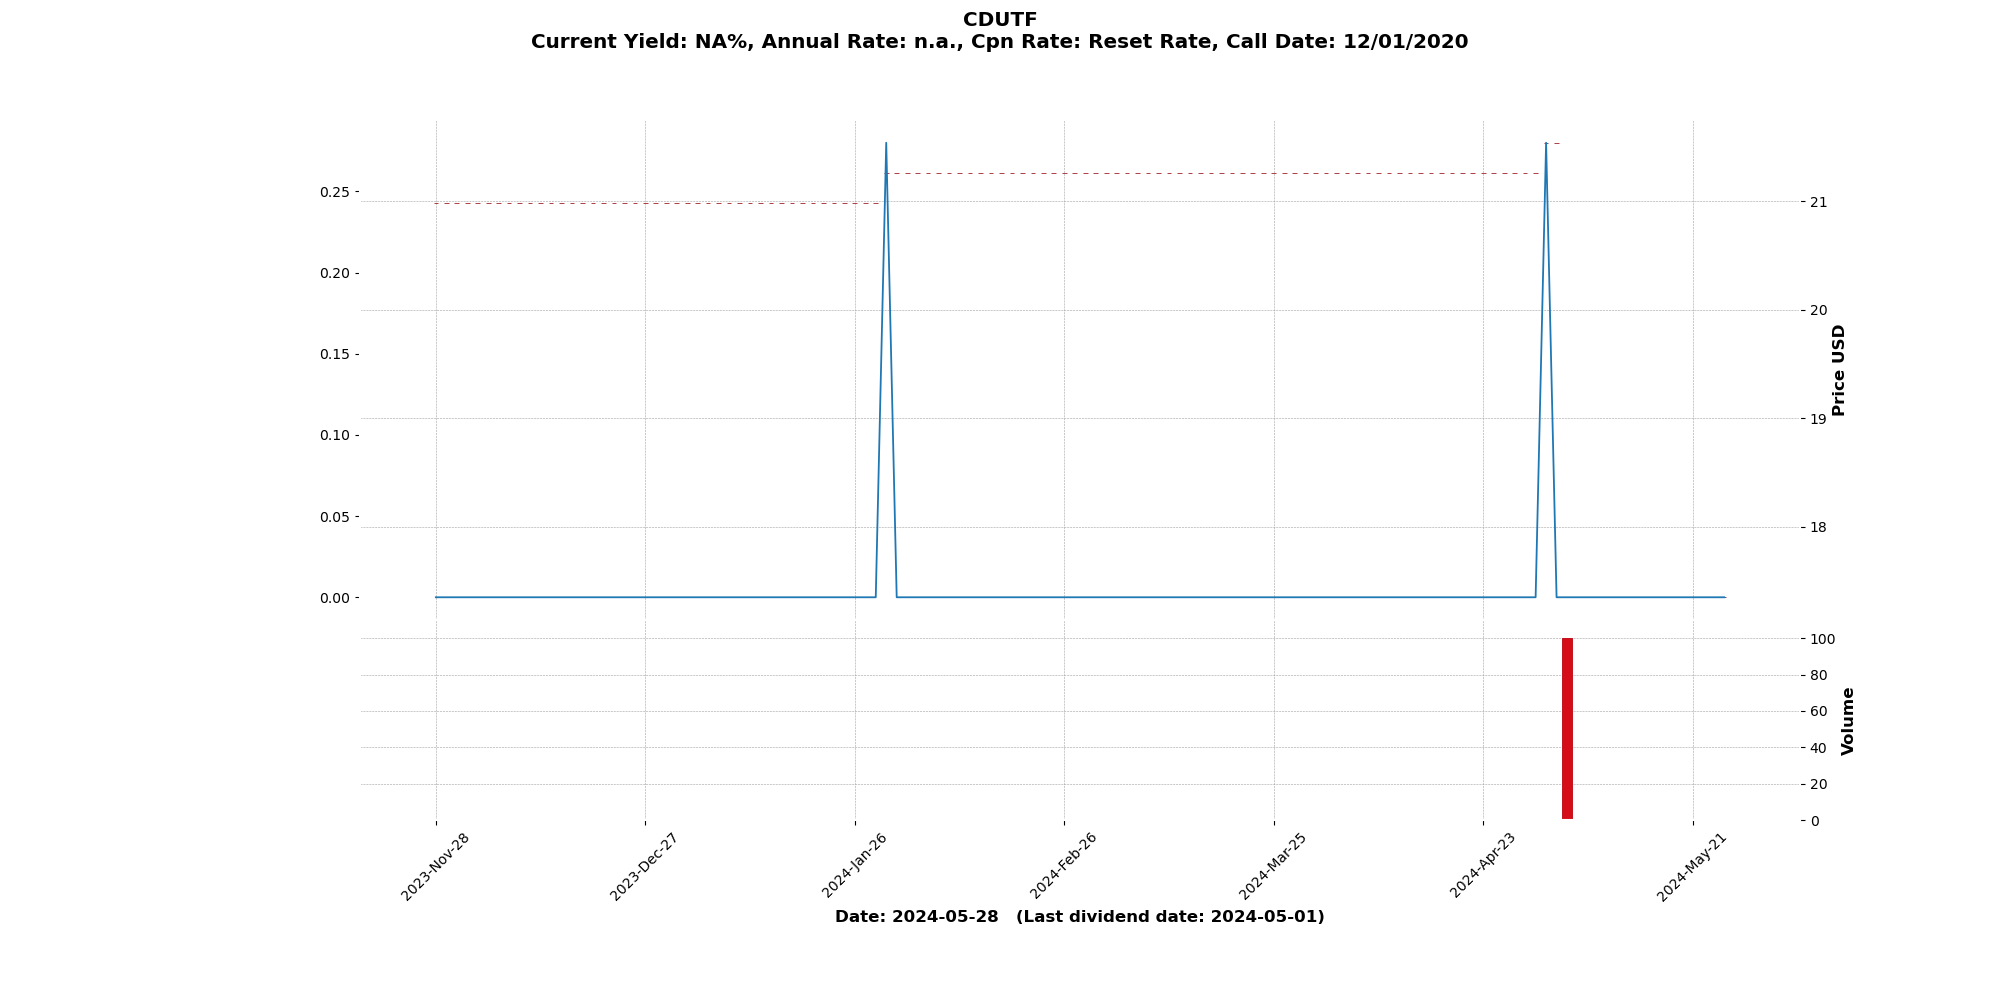 CDUTF
Current Yield: NA%, Annual Rate: n.a., Cpn Rate: Reset Rate, Call Date: 12/01/2020
0.25
0.20
0.15
0.10
0.05
0.00
21
20
19
18
Price USD
100
80
60
40
20
0
Volume
2023-Nov-28
2023-Dec-27
2024-Jan-26
2024-Feb-26
2024-Mar-25
2024-Apr-23
2024-May-21
Date: 2024-05-28 (Last dividend date: 2024-05-01)